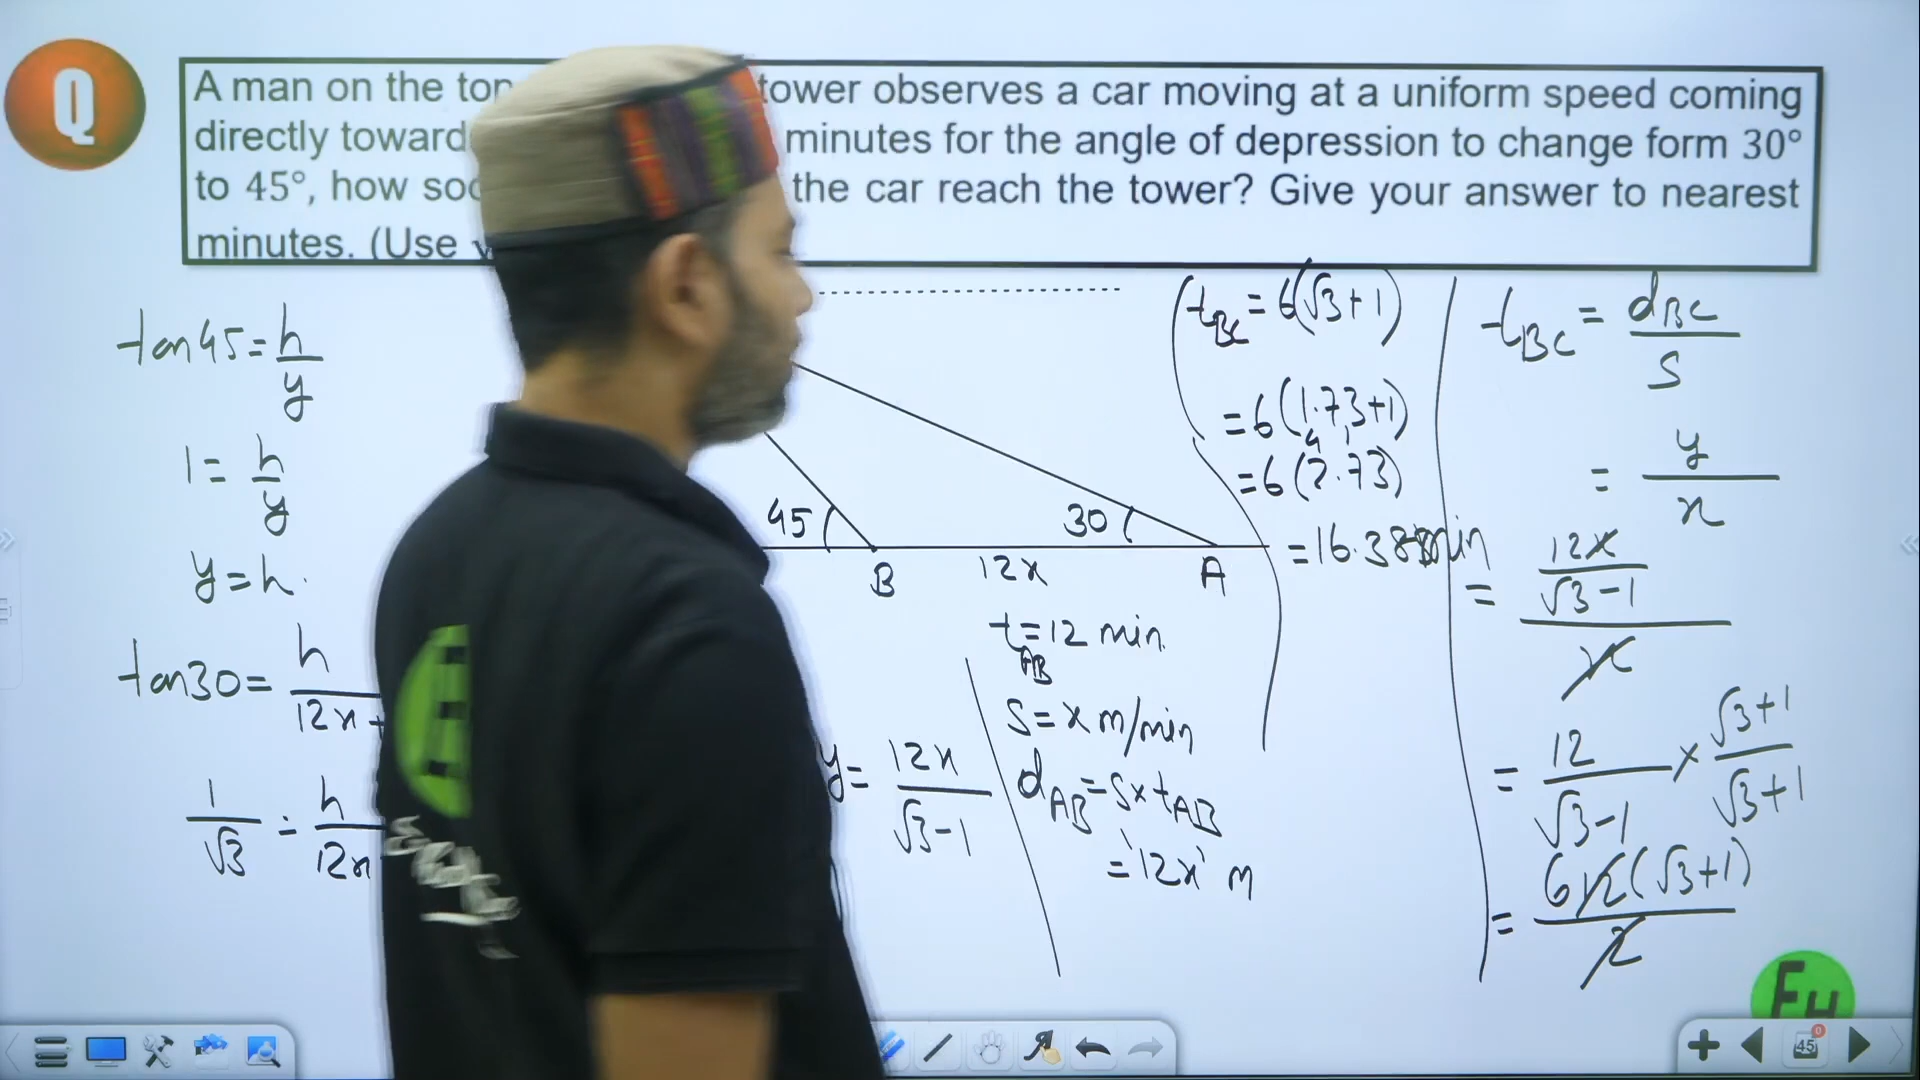 Q
A man on the top tower observes a car moving at a uniform speed coming
directly toward minutes for the angle of depression to change form 30°
to 45°, how the car reach the tower? Give your answer to nearest
minutes. (Use
tan45=h/y
1=h/y
y=h.
tan30=h/12x+
1/√3=h/12x
45
30
B
12x
A
t_AB=12 min
S=x m/min
d_AB=S×t_AB
=12x m
y=12x/√3-1
t_BC=6(√3+1)
=6(1.73+1)
=6(2.73)
=16.38 min
t_BC=d_BC/S
=y/x
=12x/√3-1/x
=12/√3-1×√3+1/√3+1
=6 12(√3+1)/2
45
0